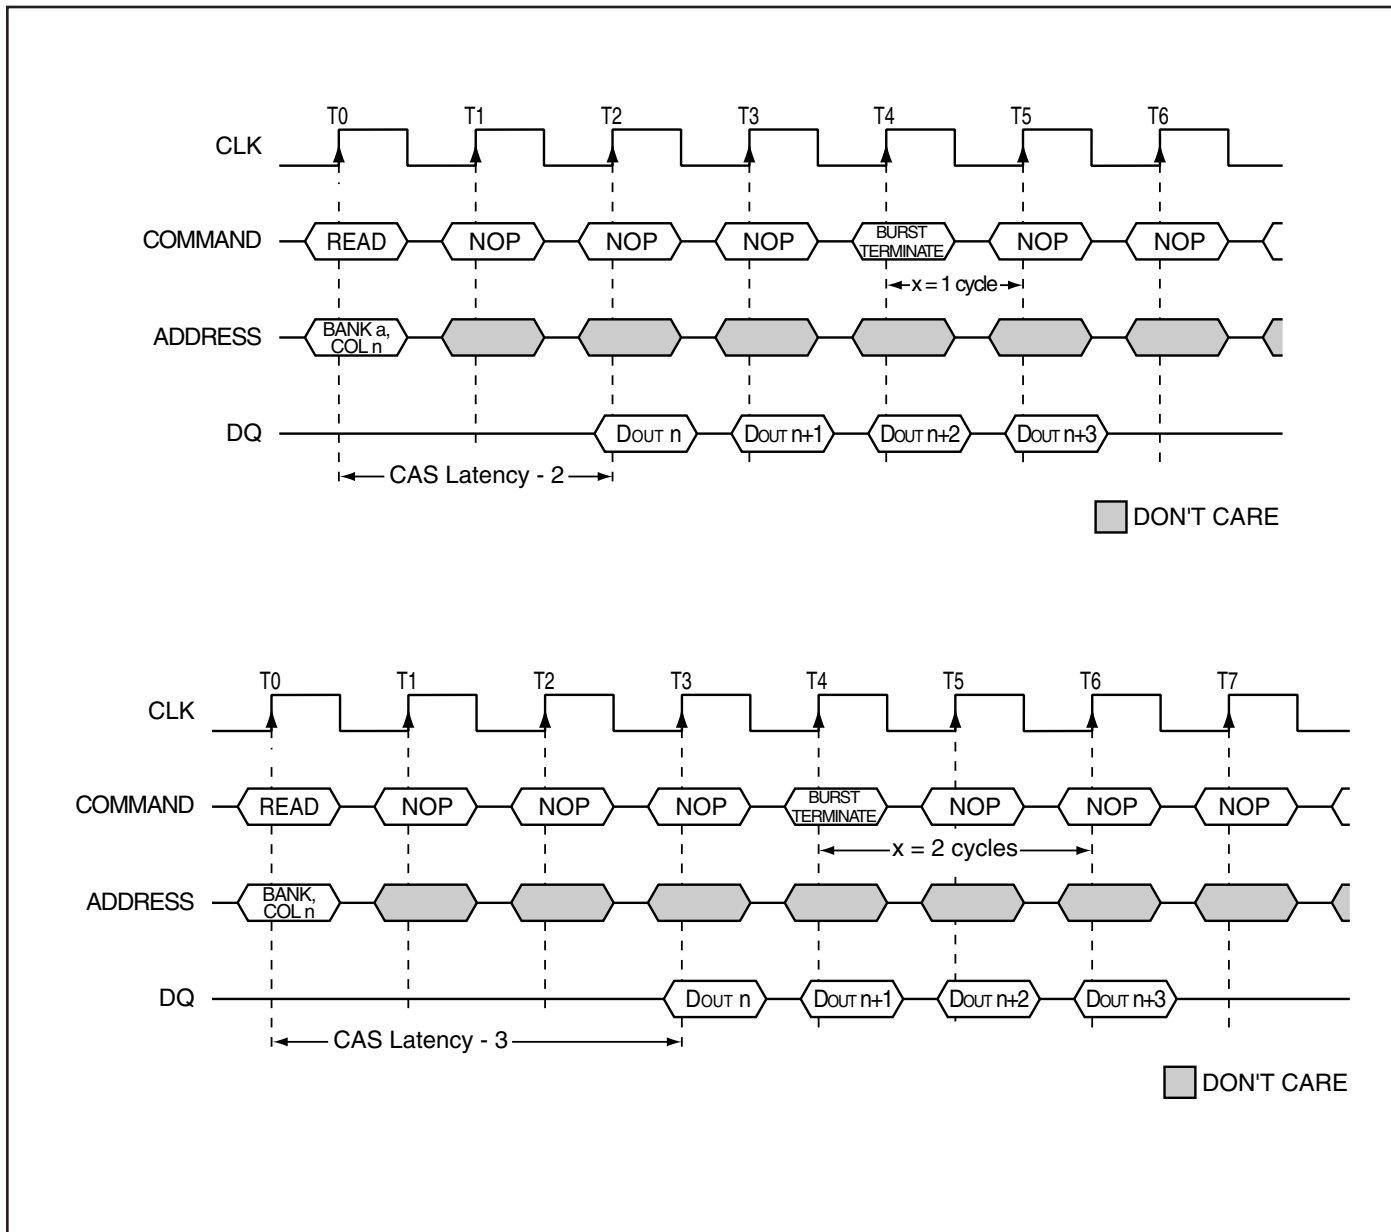 T0 T1 T2 T3 T4 T5 T6
CLK
COMMAND READ NOP NOP NOP BURST TERMINATE NOP NOP
x = 1 cycle
ADDRESS BANK a, COL n
DQ DOUT n DOUT n+1 DOUT n+2 DOUT n+3
CAS Latency - 2
DON'T CARE
T0 T1 T2 T3 T4 T5 T6 T7
CLK
COMMAND READ NOP NOP NOP BURST TERMINATE NOP NOP NOP
x = 2 cycles
ADDRESS BANK, COL n
DQ DOUT n DOUT n+1 DOUT n+2 DOUT n+3
CAS Latency - 3
DON'T CARE